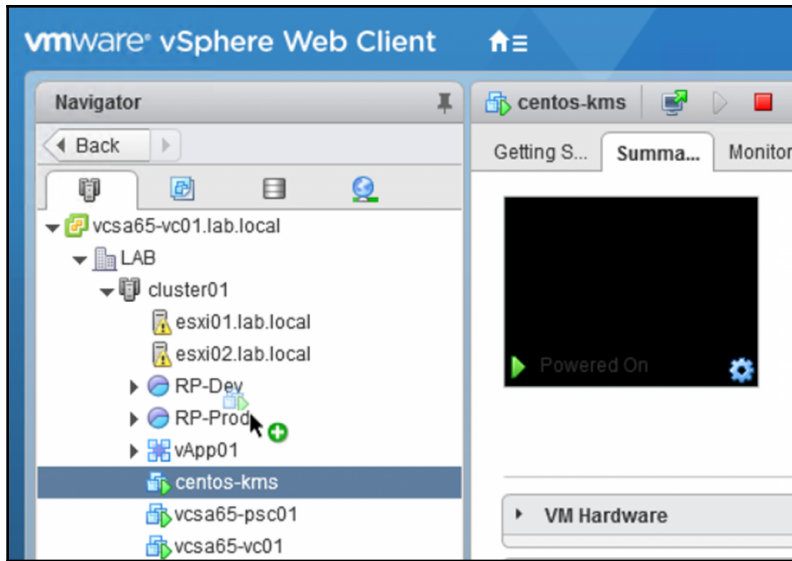 vmware® vSphere Web Client
Navigator
Back
vcsa65-vc01.lab.local
LAB
cluster01
esxi01.lab.local
esxi02.lab.local
RP-Dev
RP-Prod
vApp01
centos-kms
vcsa65-psc01
vcsa65-vc01
centos-kms
Getting S... Summa... Monitor
Powered On
VM Hardware